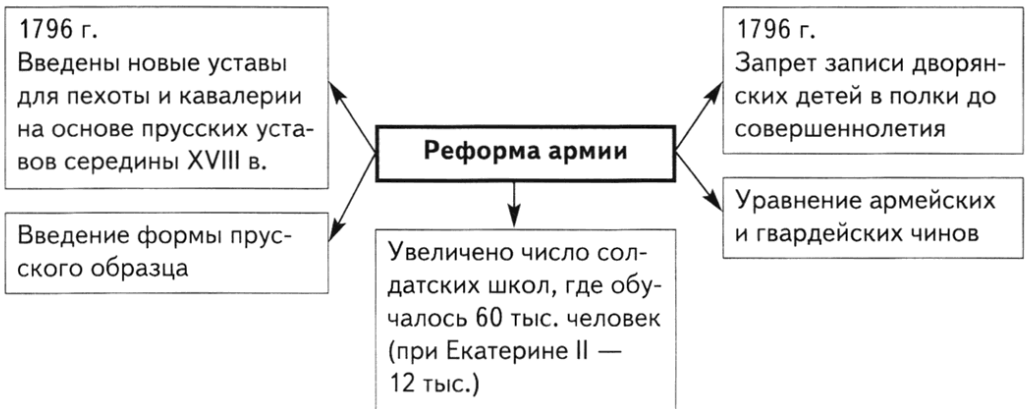 1796 г.
Введены новые уставы
для пехоты и кавалерии
на основе прусских уста-
вов середины XVIII в.
Введение формы прус-
ского образца
Реформа армии
Увеличено число сол-
датских школ, где обу-
чалось 60 тыс. человек
(при Екатерине II —
12 тыс.)
1796 г.
Запрет записи дворян-
ских детей в полки до
совершеннолетия
Уравнение армейских
и гвардейских чинов